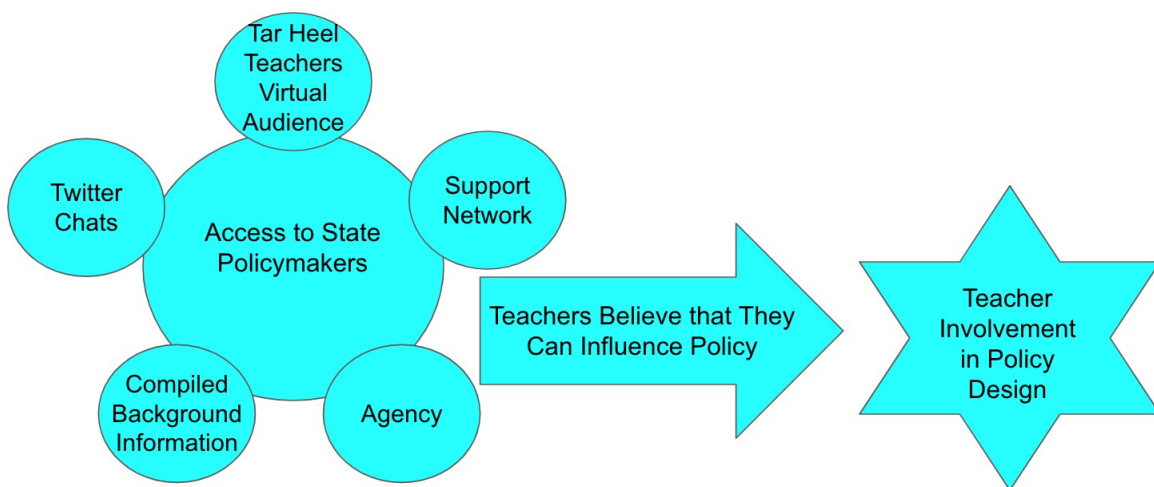 Tar Heel
Teachers
Virtual
Audience
Twitter
Chats
Support
Network
Access to State
Policymakers
Teachers Believe that They
Can Influence Policy
Teacher
Involvement
in Policy
Design
Compiled
Background
Information
Agency